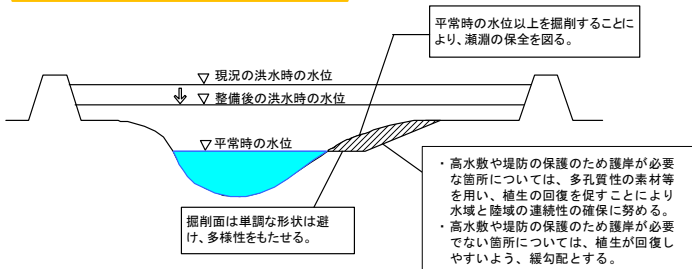 平常時の水位以上を掘削することに
より、瀬淵の保全を図る。
▽ 現況の洪水時の水位
▽ 整備後の洪水時の水位
▽平常時の水位
・高水敷や堤防の保護のため護岸が必要
な箇所については、多孔質性の素材等
を用い、植生の回復を促すことにより
水域と陸域の連続性の確保に努める。
・高水敷や堤防の保護のため護岸が必要
でない箇所については、植生が回復し
やすいよう、緩勾配とする。
掘削面は単調な形状は避
け、多様性をもたせる。